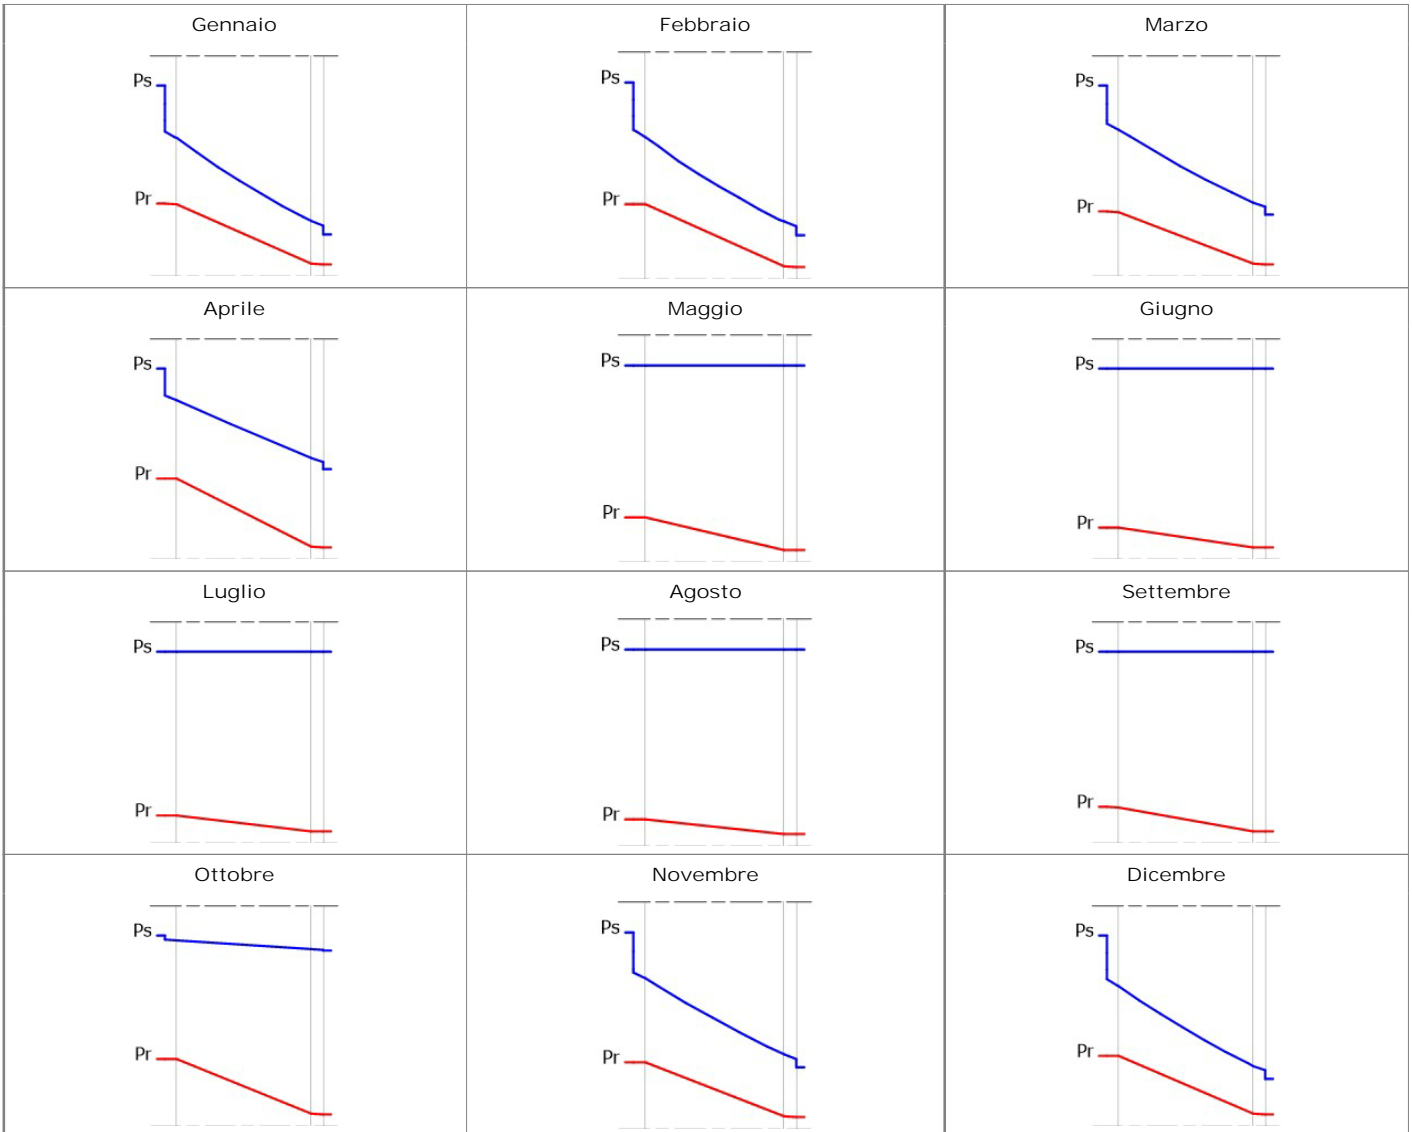 Gennaio
Febbraio
Marzo
Ps
Ps
Ps
Pr
Pr
Pr
Aprile
Maggio
Giugno
Ps
Ps
Ps
Pr
Pr
Pr
Luglio
Agosto
Settembre
Ps
Ps
Ps
Pr
Pr
Pr
Ottobre
Novembre
Dicembre
Ps
Ps
Ps
Pr
Pr
Pr